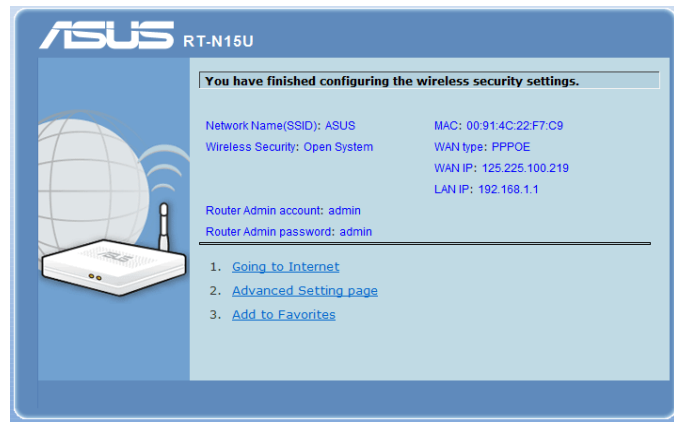 ASUS RT-N15U
You have finished configuring the wireless security settings.
Network Name(SSID): ASUS
Wireless Security: Open System
MAC: 00:91:4C:22:F7:C9
WAN type: PPPOE
WAN IP: 125.225.100.219
LAN IP: 192.168.1.1
Router Admin account: admin
Router Admin password: admin
1. Going to Internet
2. Advanced Setting page
3. Add to Favorites
ASUS